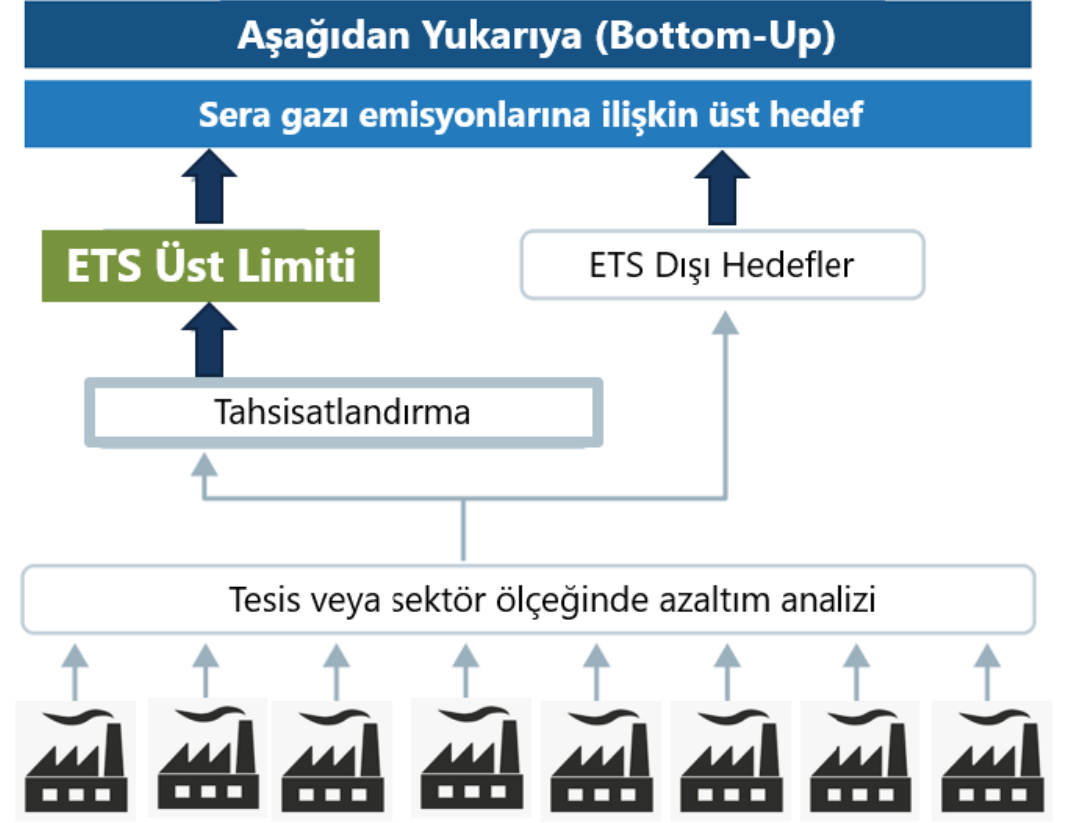 Aşağıdan Yukarıya (Bottom-Up)
Sera gazı emisyonlarına ilişkin üst hedef
ETS Üst Limiti
ETS Dışı Hedefler
Tahsisatlandırma
Tesis veya sektör ölçeğinde azaltım analizi